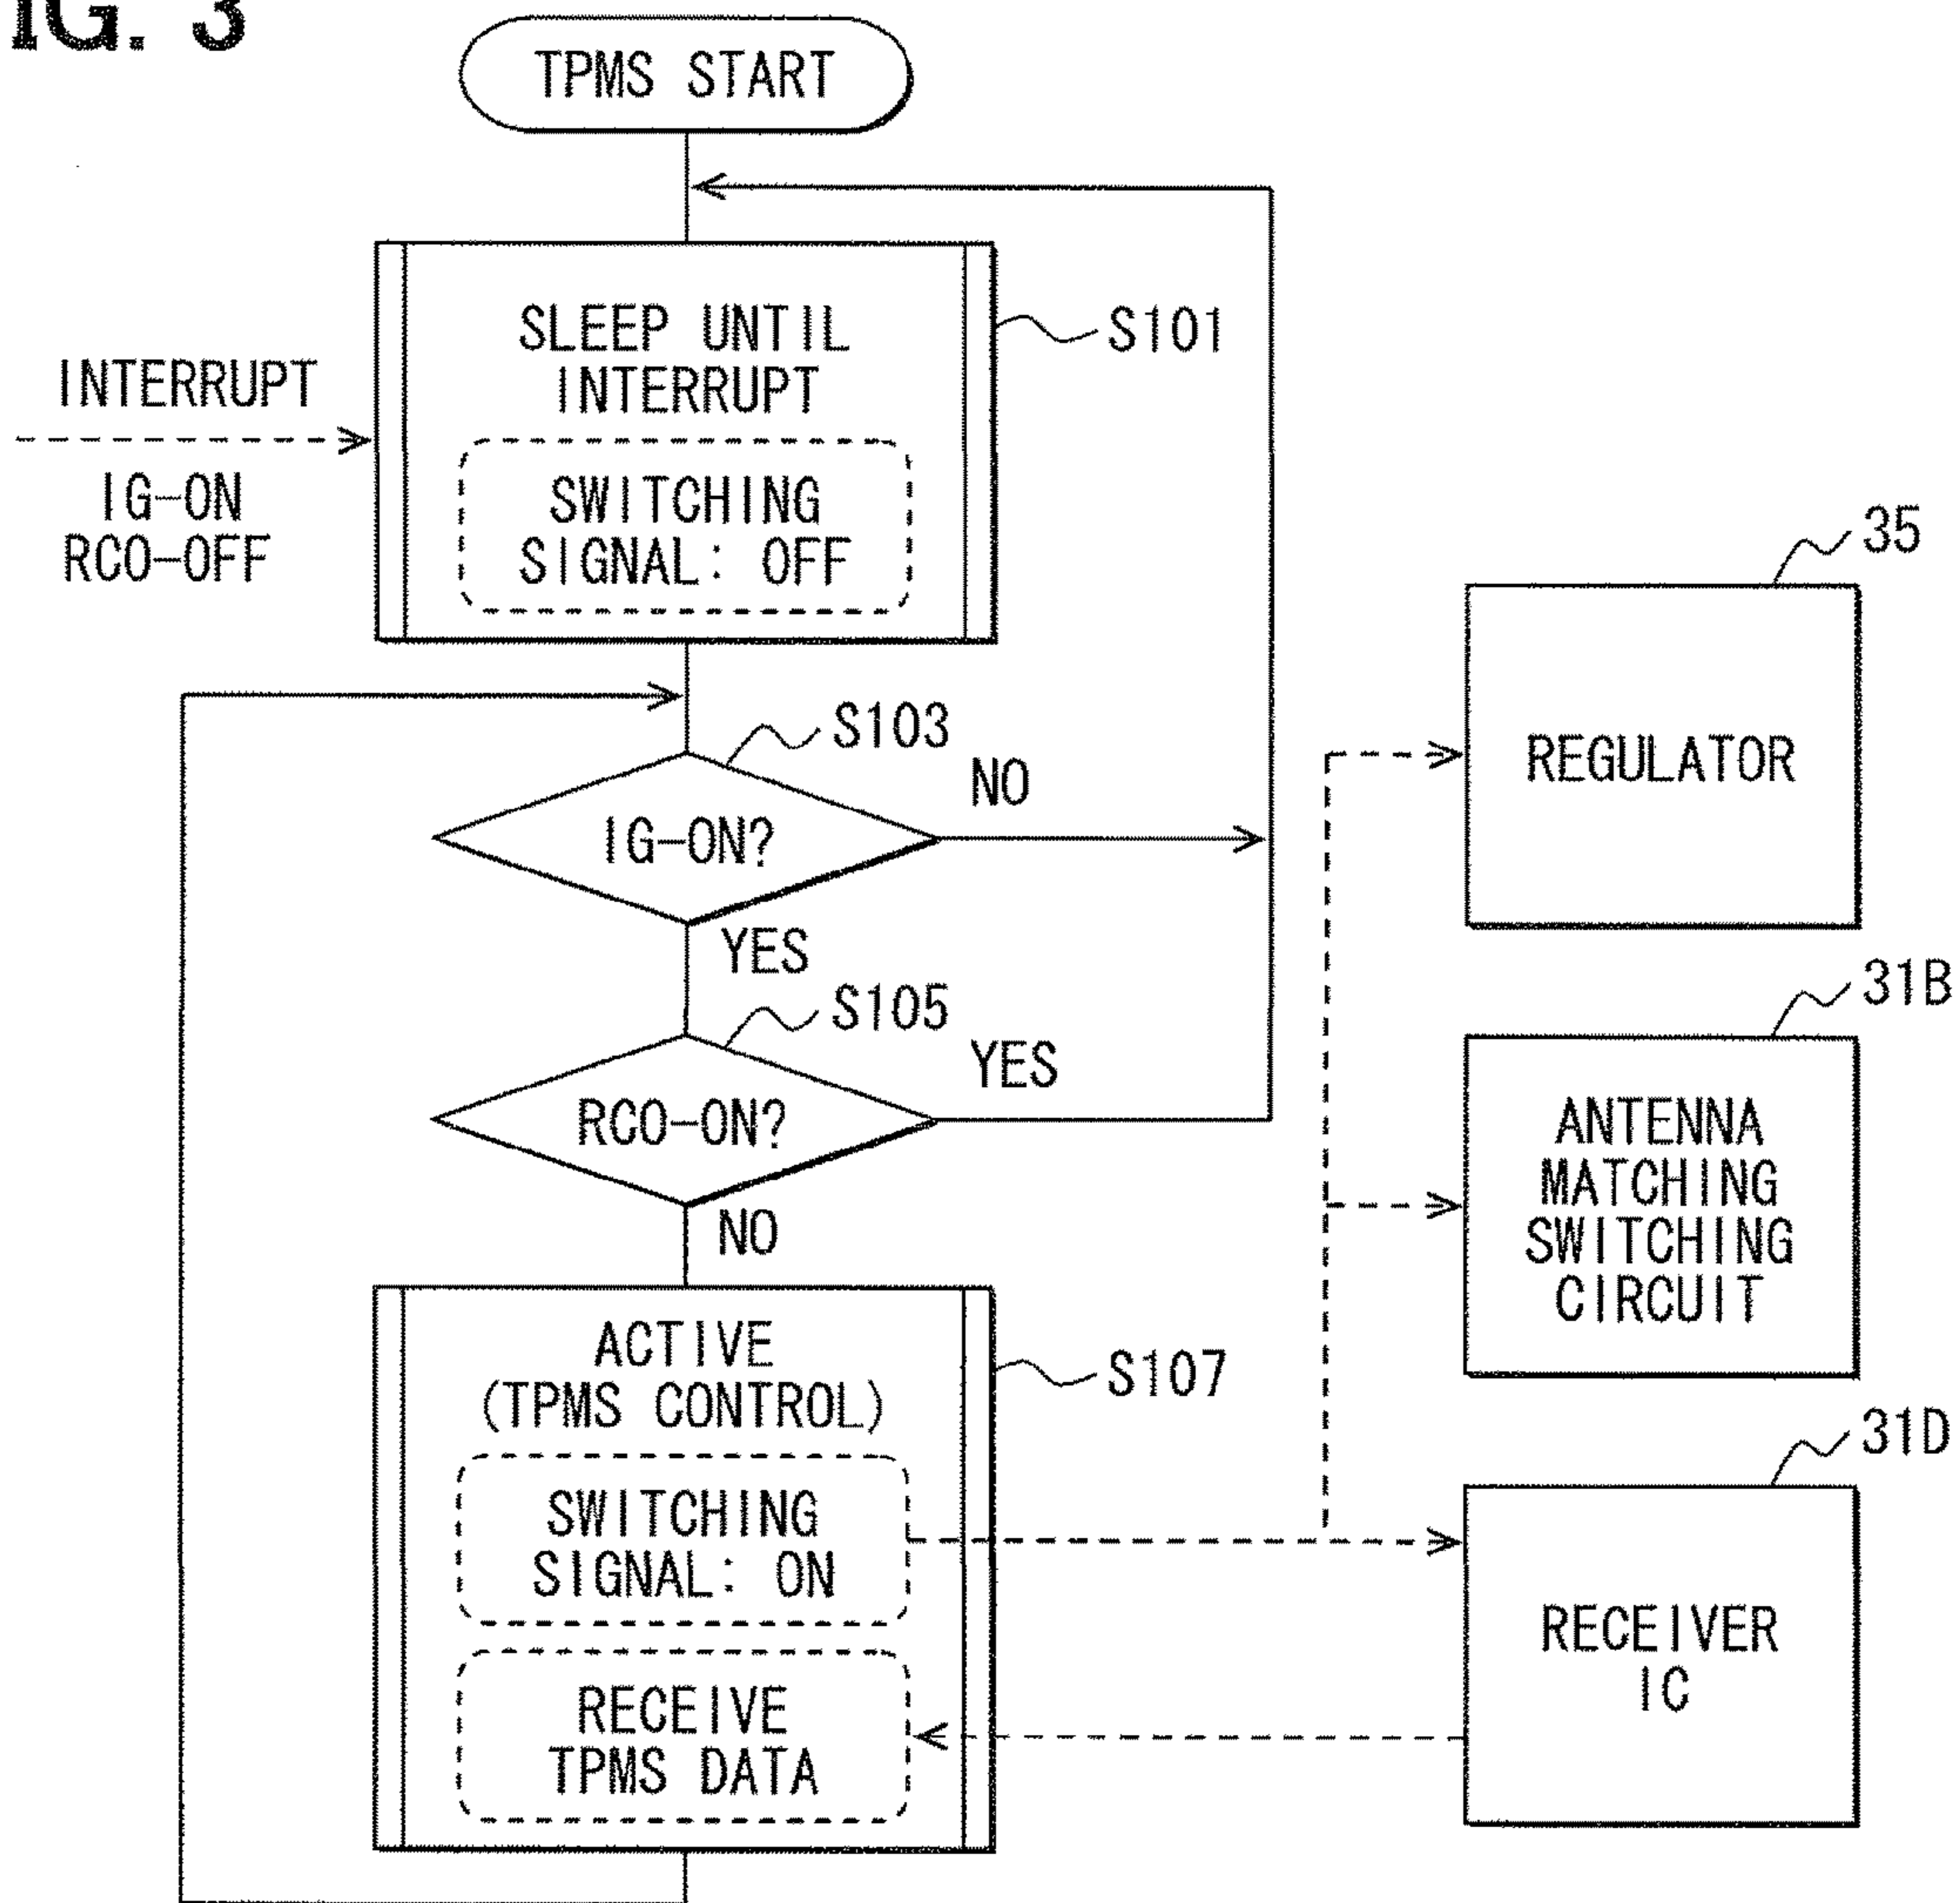 IG. 3
TPMS START
SLEEP UNTIL
INTERRUPT
S101
INTERRUPT
IG-ON
RCO-OFF
SWITCHING
SIGNAL: OFF
S103
IG-ON?
NO
YES
S105
RCO-ON?
YES
NO
ACTIVE
(TPMS CONTROL)
S107
SWITCHING
SIGNAL: ON
RECEIVE
TPMS DATA
35
REGULATOR
31B
ANTENNA
MATCHING
SWITCHING
CIRCUIT
31D
RECEIVER
IC